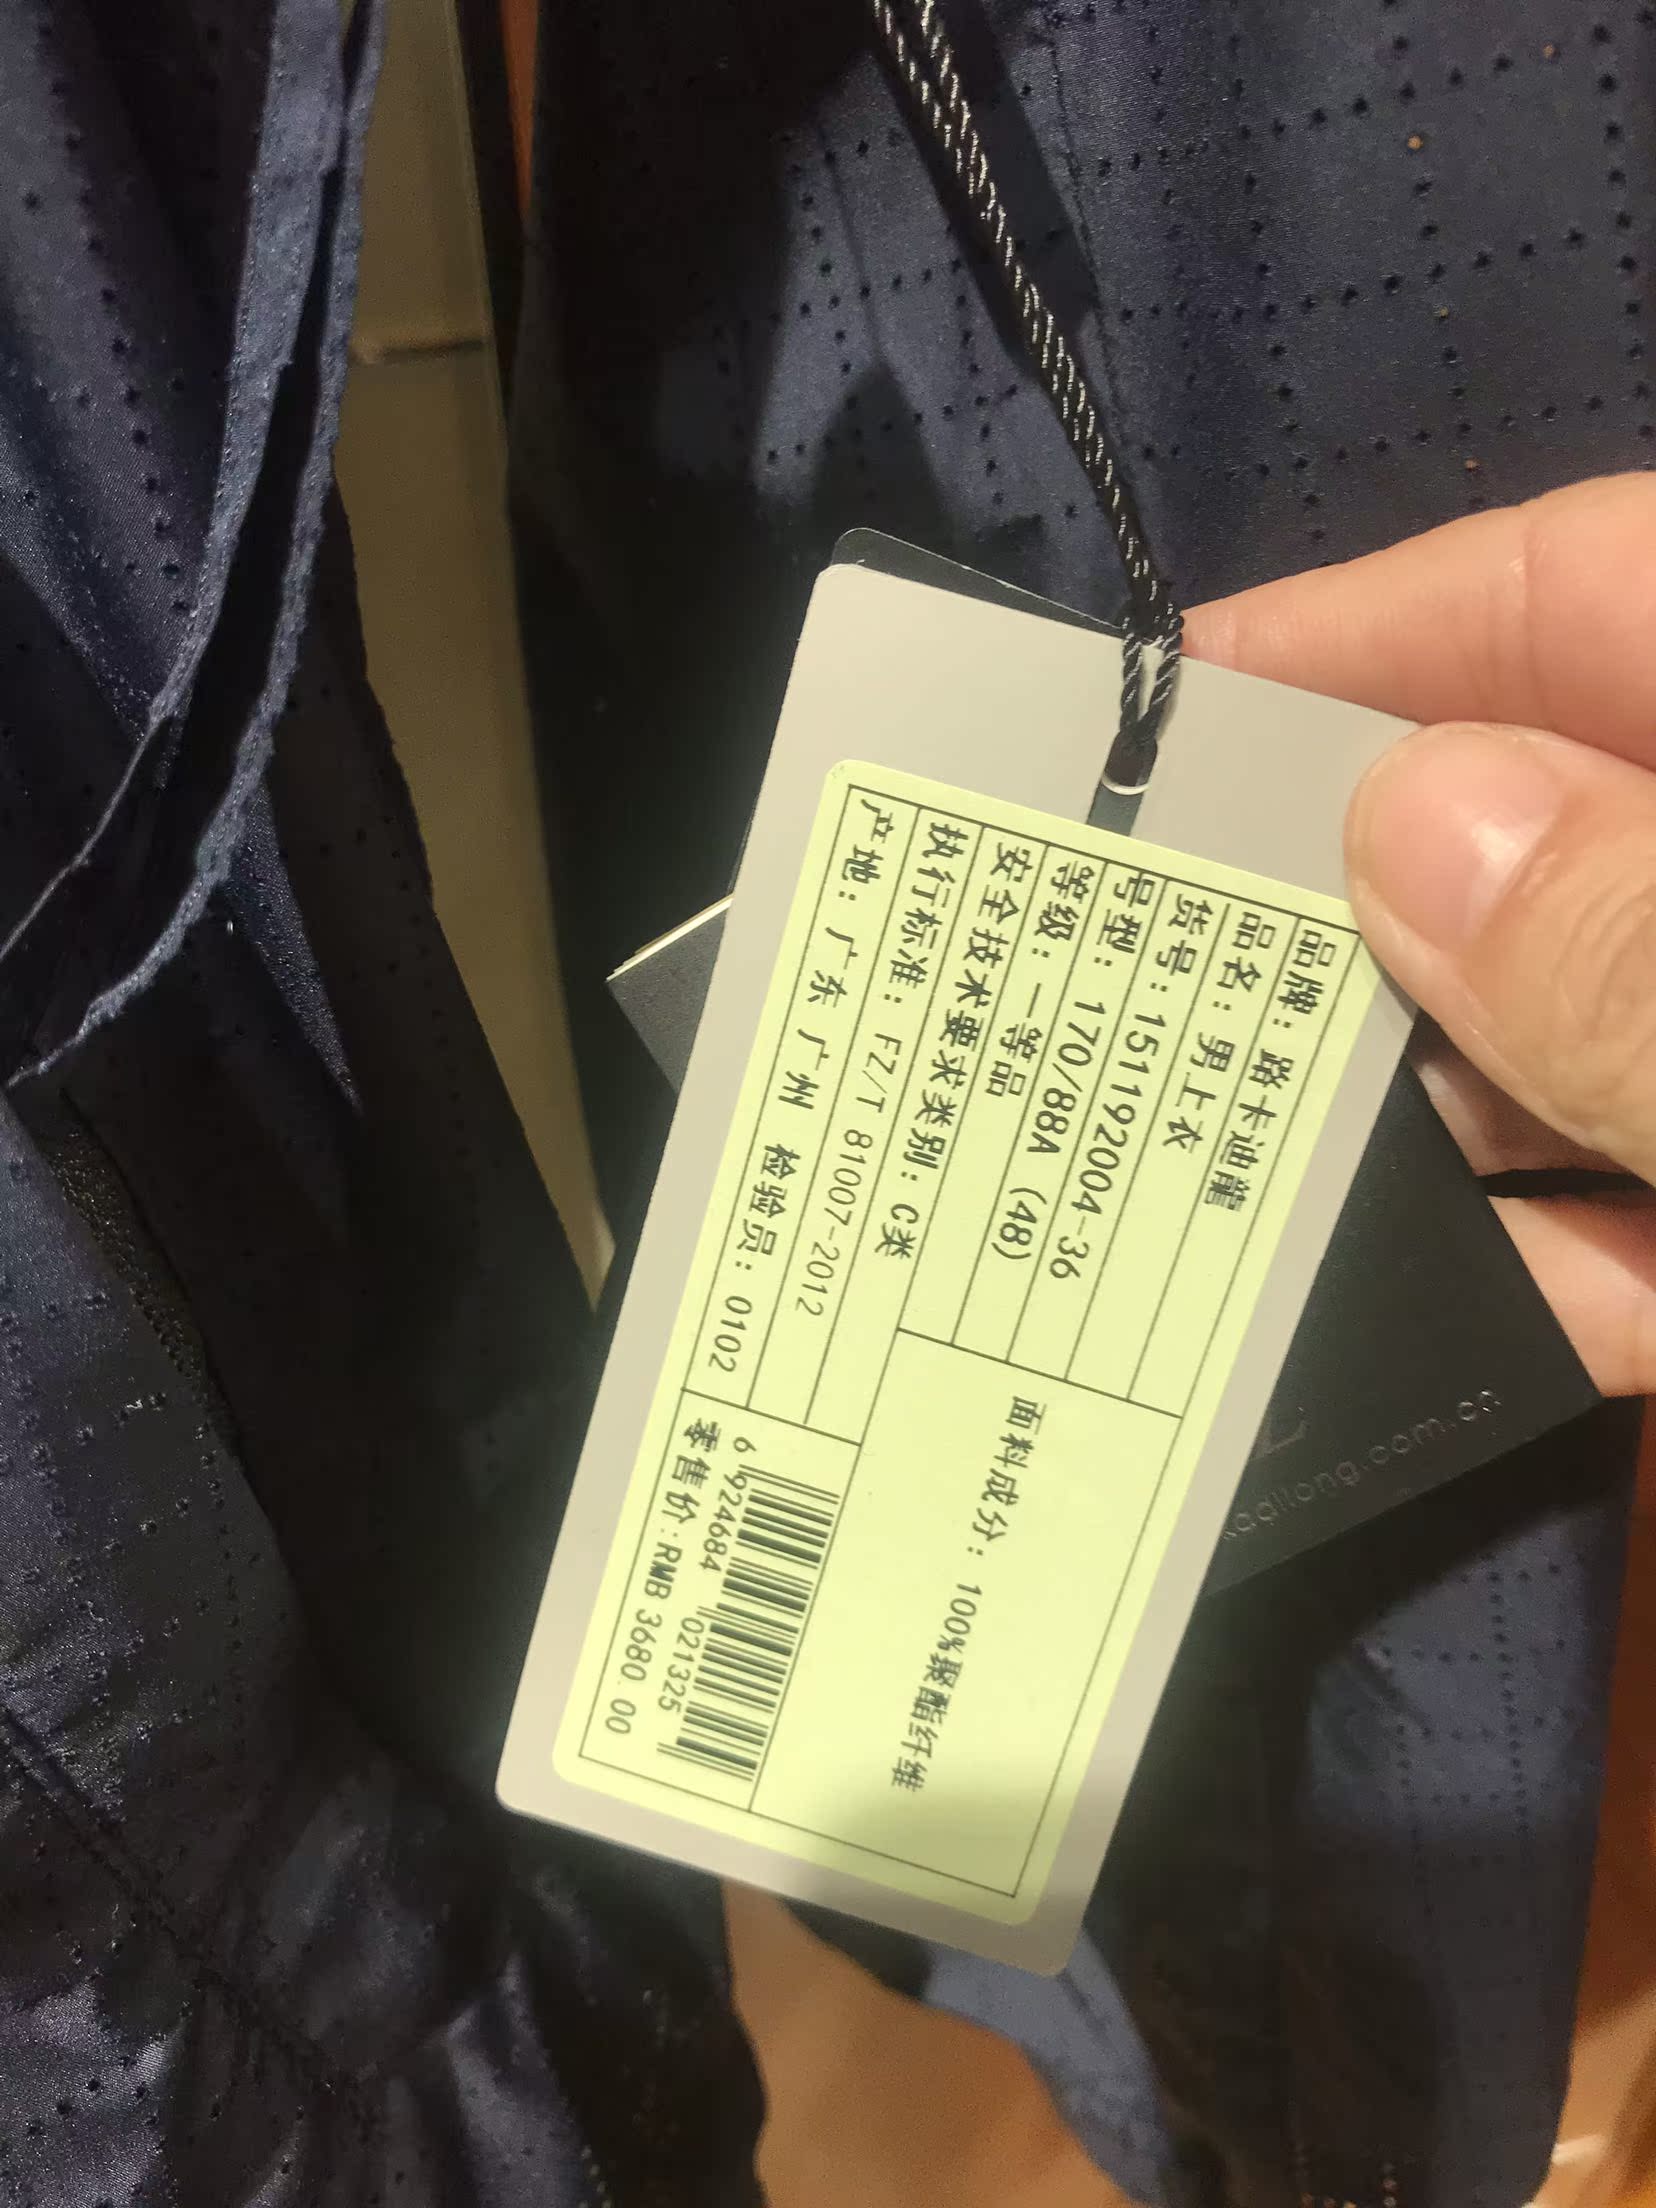 品牌：路卡迪龍
品名：男上衣
货号：151192004-36
号型：170/88A (48)
等级：一等品
安全技术要求类别：C类
执行标准：FZ/T 81007-2012
产地：广东 广州 检验员：0102
面料成分：100%聚酯纤维
6 924684 021325
零售价：RMB 3680.00